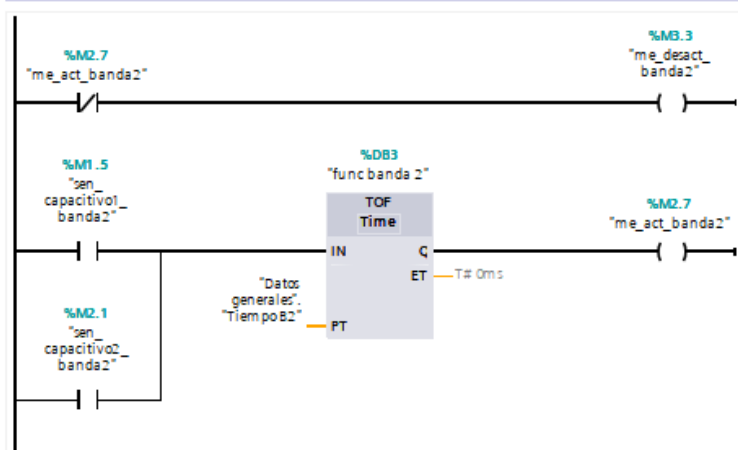 %M2.7
"me_act_banda2"
%M3.3
"me_desact_
banda2"
%M1.5
"sen_
capacitivo1_
banda2"
%DB3
"func banda 2"
TOF
Time
IN
Q
ET
T# 0ms
"Datos
generales".
"TiempoB2"
PT
%M2.7
"me_act_banda2"
%M2.1
"sen_
capacitivo2_
banda2"